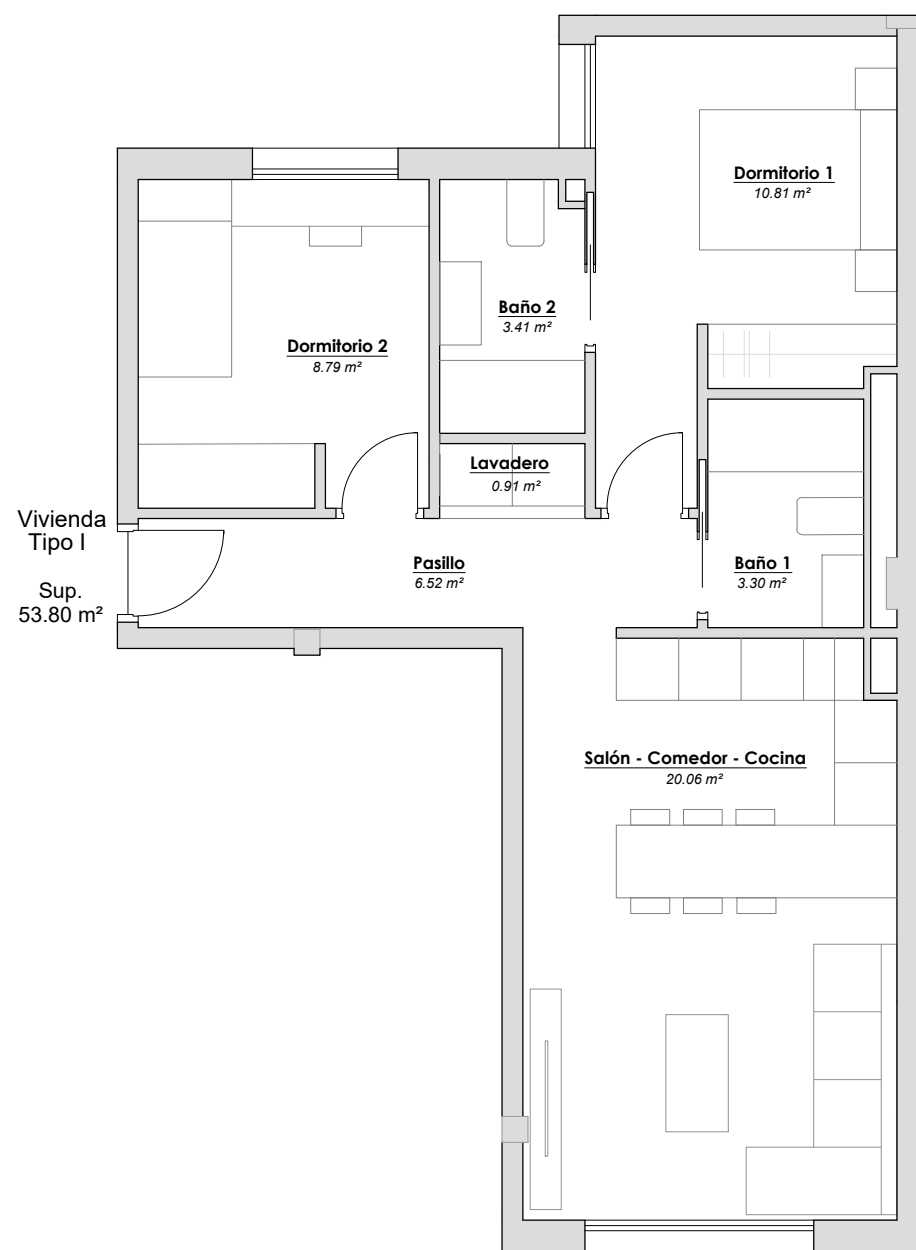 Dormitorio 1
10.81 m²
Baño 2
3.41 m²
Dormitorio 2
8.79 m²
Lavadero
0.91 m²
Vivienda
Tipo I
Sup.
53.80 m²
Pasillo
6.52 m²
Baño 1
3.30 m²
Salón - Comedor - Cocina
20.06 m²